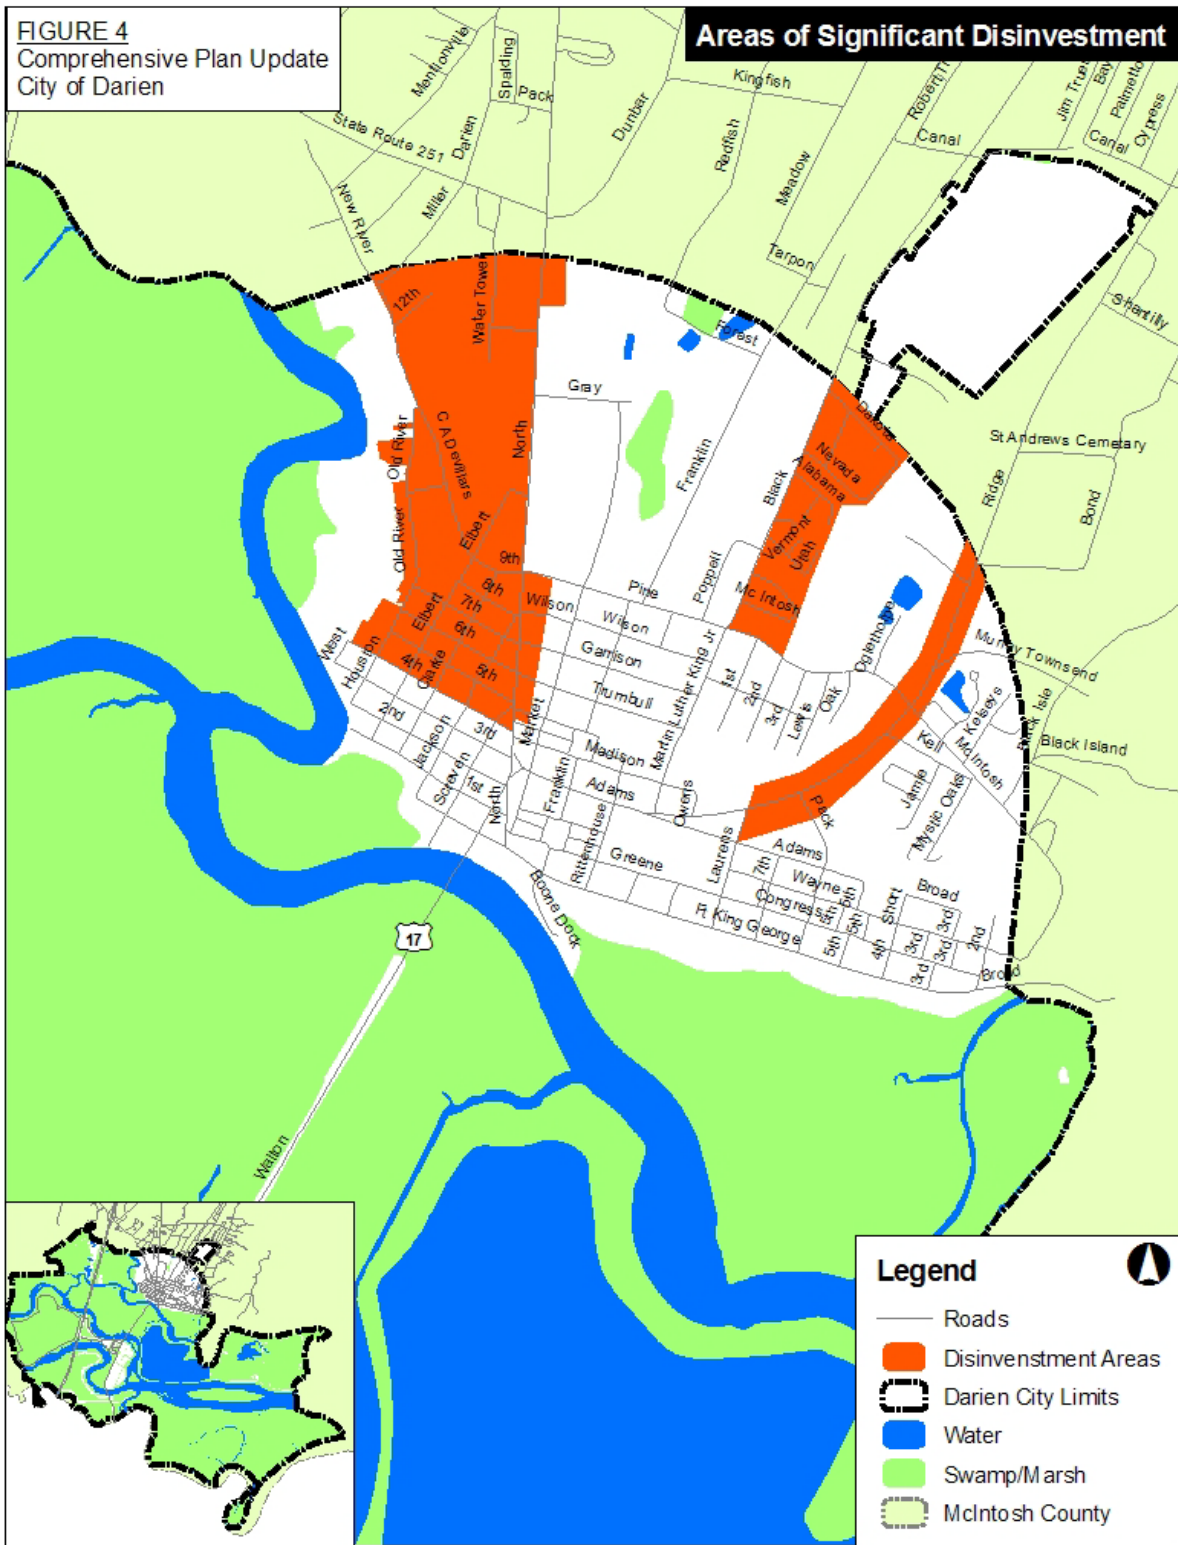 FIGURE 4
Comprehensive Plan Update
City of Darien
Areas of Significant Disinvestment
Mentionville
Spalding
Pack
Kingfish
Dunbar
State Route 251
Darien
Redfish
Meadow
Canal
Jim True
Bay
Palmetto
Cypress
Canal
New River
Miller
Tarpon
Shantilly
12th
Water Tower
Forest
Gray
Old River
C A Devillars
North
Franklin
Dakota
Nevada
Alabama
Black
St Andrews Cemetary
Ridge
Bond
Old River
Elbert
Vermont
Utah
9th
8th
7th
6th
5th
4th
Elbert
Wilson
Pine
Wilson
Poppell
Mc Intosh
Garrison
Trumbull
Oglethorpe
Murray Townsend
West
Houston
Clarke
2nd
Jackson
3rd
Market
Martin Luther King Jr
1st
2nd
3rd
Lewis
Oak
Kelseys
Black Isle
Black Island
Kell
McIntosh
Madison
Screven
1st
North
Franklin
Adams
Owens
Jamie
Mystic Oaks
Pack
Rittenhouse
Greene
Laurens
Adams
7th
Wayne
Congress
5th
6th
5th
Short
Broad
Boone Dock
Ft King George
5th
4th
3rd
3rd
3rd
3rd
2nd
Broad
17
Walton
Legend
Roads
Disinvenstment Areas
Darien City Limits
Water
Swamp/Marsh
McIntosh County